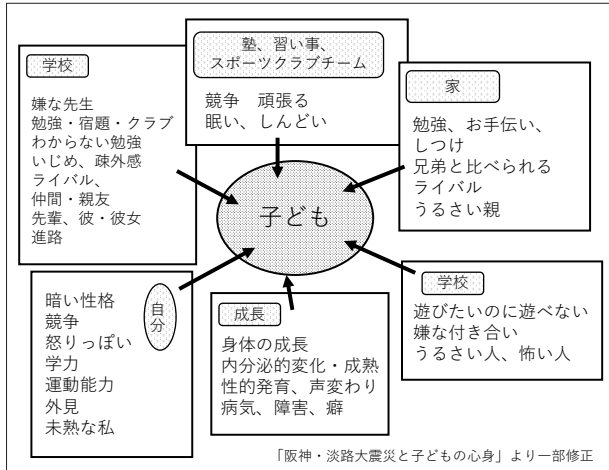 学校
嫌な先生
勉強・宿題・クラブ
わからない勉強
いじめ、疎外感
ライバル、
仲間・親友
先輩、彼・彼女
進路
塾、習い事、
スポーツクラブチーム
競争　頑張る
眠い、しんどい
家
勉強、お手伝い、
しつけ
兄弟と比べられる
ライバル
うるさい親
子ども
自分
暗い性格
競争
怒りっぽい
学力
運動能力
外見
未熟な私
成長
身体の成長
内分泌的変化・成熟
性的発育、声変わり
病気、障害、癖
学校
遊びたいのに遊べない
嫌な付き合い
うるさい人、怖い人
「阪神・淡路大震災と子どもの心身」より一部修正